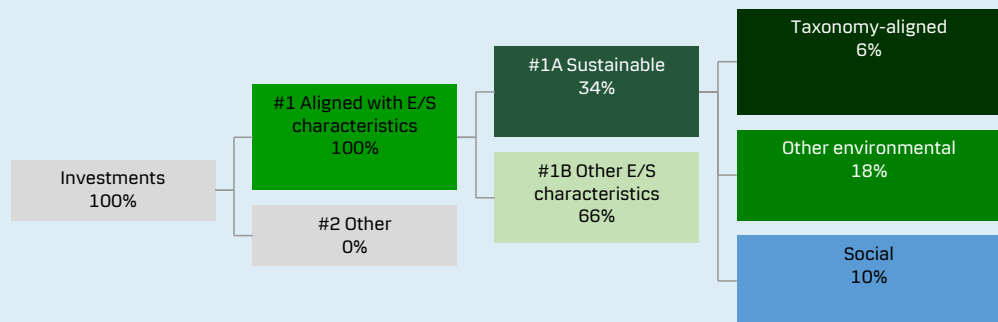 Investments
100%
#1 Aligned with E/S
characteristics
100%
#2 Other
0%
#1A Sustainable
34%
#1B Other E/S
characteristics
66%
Taxonomy-aligned
6%
Other environmental
18%
Social
10%